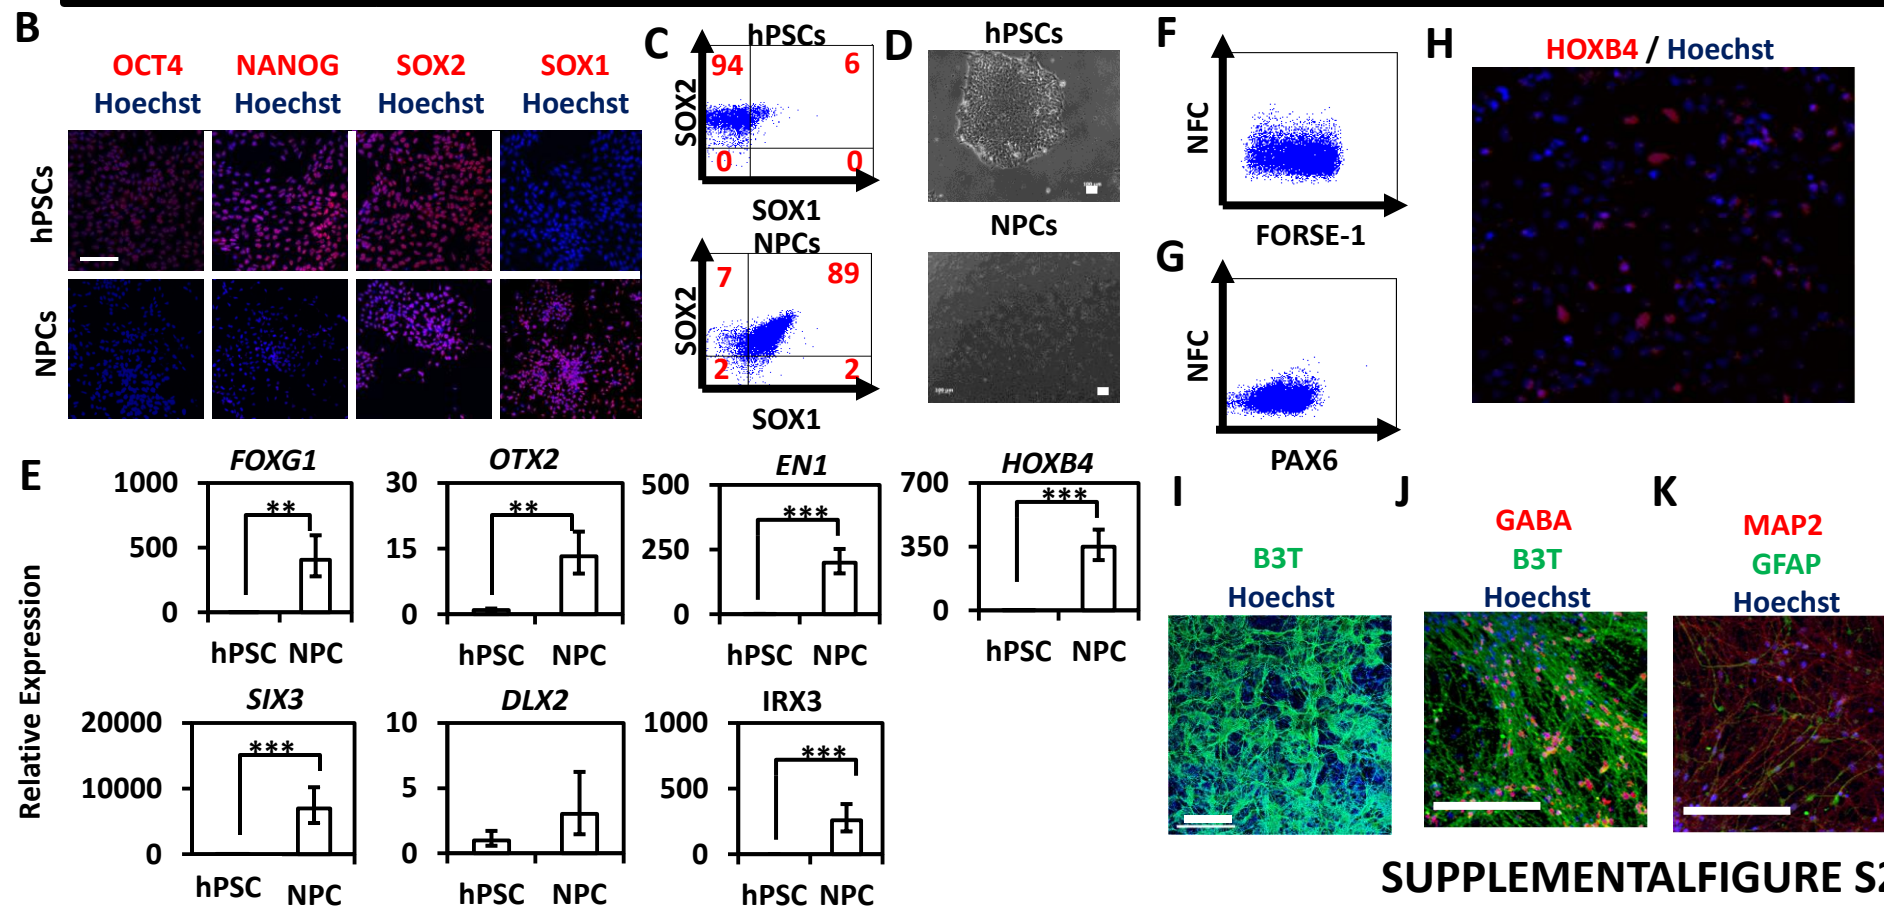 B
OCT4
Hoechst
NANOG
Hoechst
SOX2
Hoechst
SOX1
Hoechst
hPSCs
NPCs
C
hPSCs
94
6
0
0
SOX2
SOX1
NPCs
7
89
2
2
SOX2
SOX1
D
hPSCs
NPCs
E
Relative Expression
FOXG1
1000
500
0
**
hPSC NPC
OTX2
30
15
0
**
hPSC NPC
EN1
500
250
0
***
hPSC NPC
HOXB4
700
350
0
***
hPSC NPC
SIX3
20000
10000
0
***
hPSC NPC
DLX2
10
5
0
hPSC NPC
IRX3
1000
500
0
***
hPSC NPC
F
NFC
FORSE-1
G
NFC
PAX6
H
HOXB4 / Hoechst
I
B3T
Hoechst
J
GABA
B3T
Hoechst
K
MAP2
GFAP
Hoechst
SUPPLEMENTALFIGURE S2